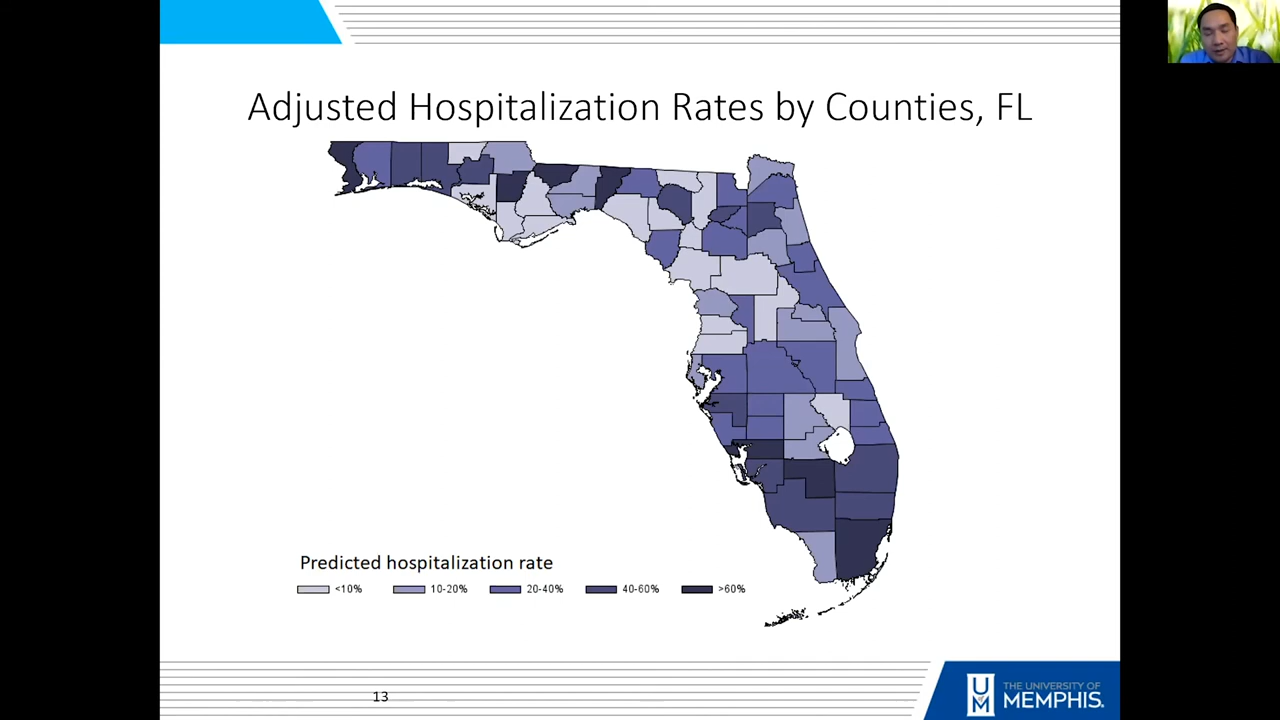 Adjusted Hospitalization Rates by Counties, FL
Predicted hospitalization rate
<10% 10-20% 20-40% 40-60% >60%
13
UofM THE UNIVERSITY OF
MEMPHIS.